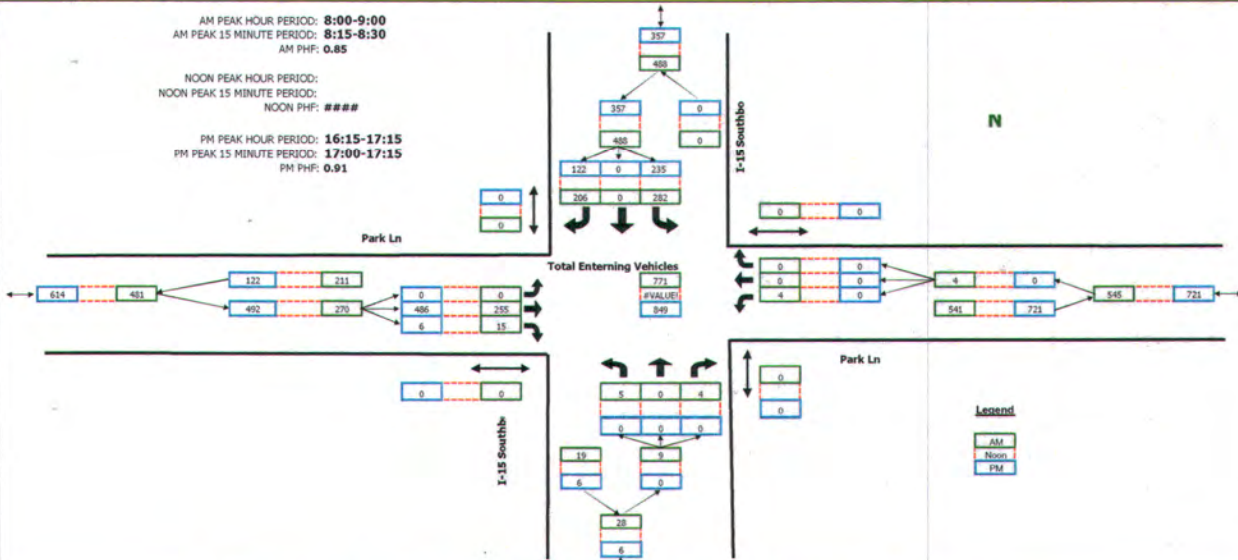 AM PEAK HOUR PERIOD: 8:00-9:00
AM PEAK 15 MINUTE PERIOD: 8:15-8:30
AM PHF: 0.85
NOON PEAK HOUR PERIOD:
NOON PEAK 15 MINUTE PERIOD:
NOON PHF: ####
PM PEAK HOUR PERIOD: 16:15-17:15
PM PEAK 15 MINUTE PERIOD: 17:00-17:15
PM PHF: 0.91
357
488
357 0
488 0
122 0 235
206 0 282
I-15 Southbo
N
0
0
0 0
Park Ln
Total Enterning Vehicles
771
#VALUE!
849
122 211
614 481
492 270
0 0
486 255
6 15
0 0
0 0
4 0
4 0
545 721
541 721
Park Ln
0 0
I-15 Southb
5 0 4
0 0 0
19 9
6 0
28
6
0
0
Legend
AM
Noon
PM